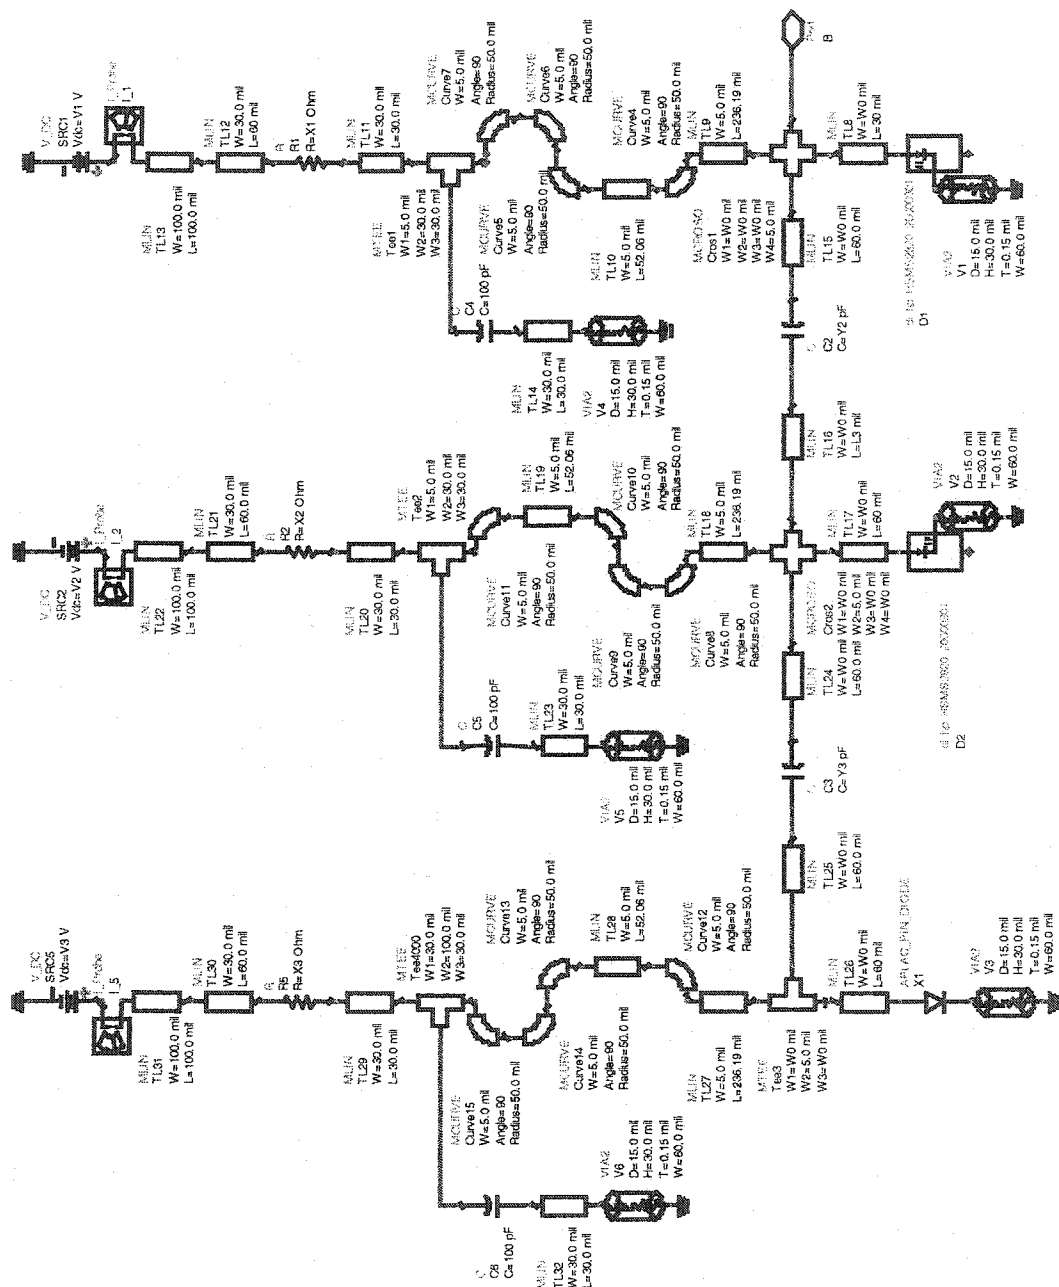 V_DC
SRC1
Vdc=V1 V
I_Probe
I_1
MLIN
TL13
W=100.0 mil
L=100.0 mil
MLIN
TL12
W=30.0 mil
L=60 mil
R
R1
R=X1 Ohm
MLIN
TL11
W=30.0 mil
L=30.0 mil
MTEE
Tee1
W1=5.0 mil
W2=30.0 mil
W3=30.0 mil
MCURVE
Curve7
W=5.0 mil
Angle=90
Radius=50.0 mil
MCURVE
Curve6
W=5.0 mil
Angle=90
Radius=50.0 mil
MCURVE
Curve5
W=5.0 mil
Angle=90
Radius=50.0 mil
MCURVE
Curve4
W=5.0 mil
Angle=90
Radius=50.0 mil
MLIN
TL10
W=5.0 mil
L=52.06 mil
MLIN
TL9
W=5.0 mil
L=236.19 mil
MCROSO
Cros1
W1=W0 mil
W2=W0 mil
W3=W0 mil
W4=5.0 mil
B
MLIN
TL8
W=W0 mil
L=30 mil
D1
VIA2
V1
D=15.0 mil
H=30.0 mil
T=0.15 mil
W=60.0 mil
C
C4
C=100 pF
MLIN
TL14
W=30.0 mil
L=30.0 mil
VIA2
V4
D=15.0 mil
H=30.0 mil
T=0.15 mil
W=60.0 mil
MLIN
TL15
W=W0 mil
L=60.0 mil
C
C2
C=Y2 pF
MLIN
TL16
W=W0 mil
L=L3 mil
V_DC
SRC2
Vdc=V2 V
I_Probe
I_2
MLIN
TL22
W=100.0 mil
L=100.0 mil
MLIN
TL21
W=30.0 mil
L=60.0 mil
R
R2
R=X2 Ohm
MLIN
TL20
W=30.0 mil
L=30.0 mil
MTEE
Tee2
W1=5.0 mil
W2=30.0 mil
W3=30.0 mil
MCURVE
Curve11
W=5.0 mil
Angle=90
Radius=50.0 mil
MLIN
TL19
W=5.0 mil
L=52.06 mil
MCURVE
Curve10
W=5.0 mil
Angle=90
Radius=50.0 mil
MCURVE
Curve9
W=5.0 mil
Angle=90
Radius=50.0 mil
MCURVE
Curve8
W=5.0 mil
Angle=90
Radius=50.0 mil
MLIN
TL18
W=5.0 mil
L=236.19 mil
MCROSO
Cros2
W1=W0 mil
W2=5.0 mil
W3=W0 mil
W4=W0 mil
MLIN
TL17
W=W0 mil
L=60 mil
D2
VIA2
V2
D=15.0 mil
H=30.0 mil
T=0.15 mil
W=60.0 mil
C
C5
C=100 pF
MLIN
TL23
W=30.0 mil
L=30.0 mil
VIA2
V5
D=15.0 mil
H=30.0 mil
T=0.15 mil
W=60.0 mil
MLIN
TL24
W=W0 mil
L=60.0 mil
C
C3
C=Y3 pF
MLIN
TL25
W=W0 mil
L=60.0 mil
V_DC
SRC5
Vdc=V3 V
I_Probe
I_5
MLIN
TL31
W=100.0 mil
L=100.0 mil
MLIN
TL30
W=30.0 mil
L=60.0 mil
R
R5
R=X3 Ohm
MLIN
TL29
W=30.0 mil
L=30.0 mil
MTEE
Tee4000
W1=30.0 mil
W2=100.0 mil
W3=30.0 mil
MCURVE
Curve15
W=5.0 mil
Angle=90
Radius=50.0 mil
MCURVE
Curve13
W=5.0 mil
Angle=90
Radius=50.0 mil
MCURVE
Curve14
W=5.0 mil
Angle=90
Radius=50.0 mil
MLIN
TL28
W=5.0 mil
L=52.06 mil
MCURVE
Curve12
W=5.0 mil
Angle=90
Radius=50.0 mil
MLIN
TL27
W=5.0 mil
L=236.19 mil
MTEE
Tee3
W1=W0 mil
W2=5.0 mil
W3=W0 mil
MLIN
TL26
W=W0 mil
L=60 mil
APLAC_PIN_DIODE
X1
VIA2
V3
D=15.0 mil
H=30.0 mil
T=0.15 mil
W=60.0 mil
C
C6
C=100 pF
MLIN
TL32
W=30.0 mil
L=30.0 mil
VIA2
V6
D=15.0 mil
H=30.0 mil
T=0.15 mil
W=60.0 mil